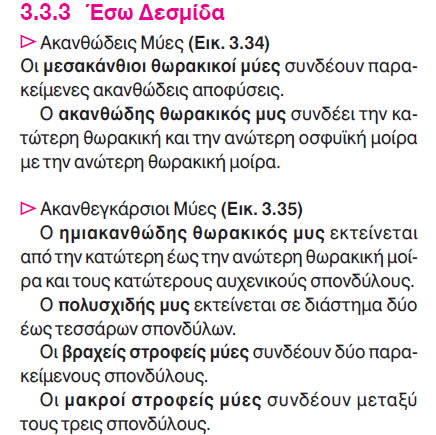 3.3.3 Έσω Δεσμίδα
▷ Ακανθώδεις Μύες (Εικ. 3.34)
Οι μεσακάνθιοι θωρακικοί μύες συνδέουν παρα-
κείμενες ακανθώδεις αποφύσεις.
Ο ακανθώδης θωρακικός μυς συνδέει την κα-
τώτερη θωρακική και την ανώτερη οσφυϊκή μοίρα
με την ανώτερη θωρακική μοίρα.
▷ Ακανθεγκάρσιοι Μύες (Εικ. 3.35)
Ο ημιακανθώδης θωρακικός μυς εκτείνεται
από την κατώτερη έως την ανώτερη θωρακική μοί-
ρα και τους κατώτερους αυχενικούς σπονδύλους.
Ο πολυσχιδής μυς εκτείνεται σε διάστημα δύο
έως τεσσάρων σπονδύλων.
Οι βραχείς στροφείς μύες συνδέουν δύο παρα-
κείμενους σπονδύλους.
Οι μακροί στροφείς μύες συνδέουν μεταξύ
τους τρεις σπονδύλους.